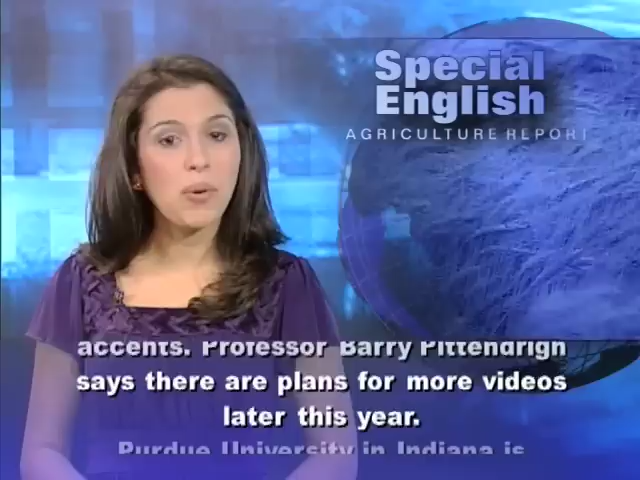 Special
English
AGRICULTURE REPORT
accents. Professor Barry Pittendrigh
says there are plans for more videos
later this year.
Purdue University in Indiana is